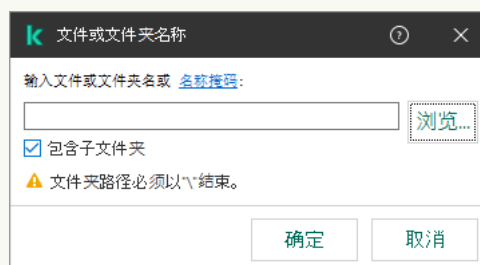 文件或文件夹名称
输入文件或文件夹名或 名称掩码:
浏览...
包含子文件夹
文件夹路径必须以"\"结束。
确定 取消